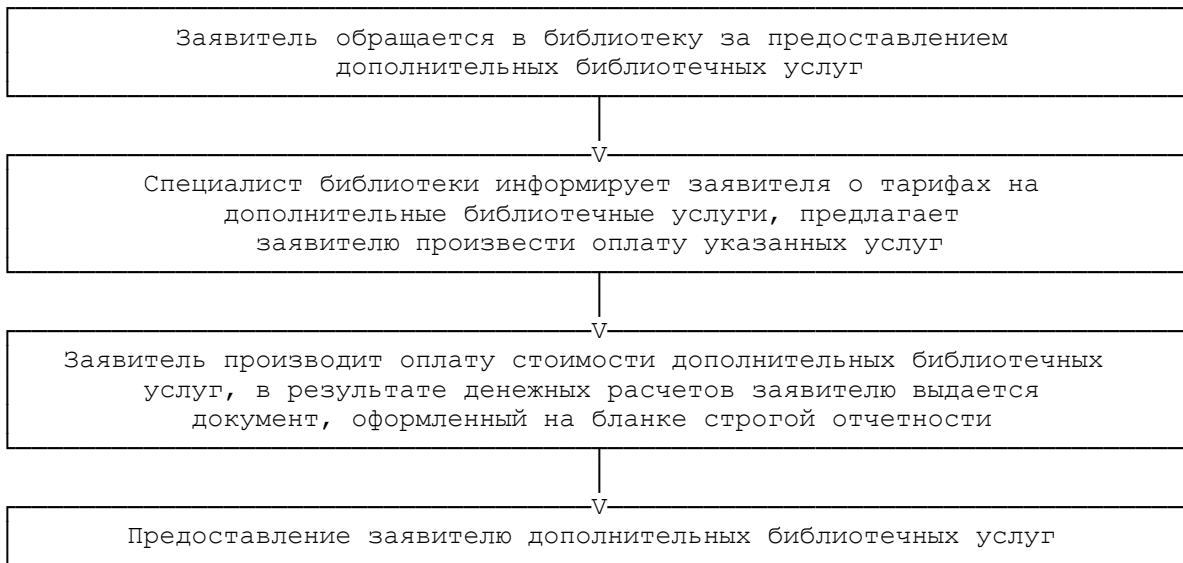 Заявитель обращается в библиотеку за предоставлением
дополнительных библиотечных услуг
V
Специалист библиотеки информирует заявителя о тарифах на
дополнительные библиотечные услуги, предлагает
заявителю произвести оплату указанных услуг
V
Заявитель производит оплату стоимости дополнительных библиотечных
услуг, в результате денежных расчетов заявителю выдается
документ, оформленный на бланке строгой отчетности
V
Предоставление заявителю дополнительных библиотечных услуг